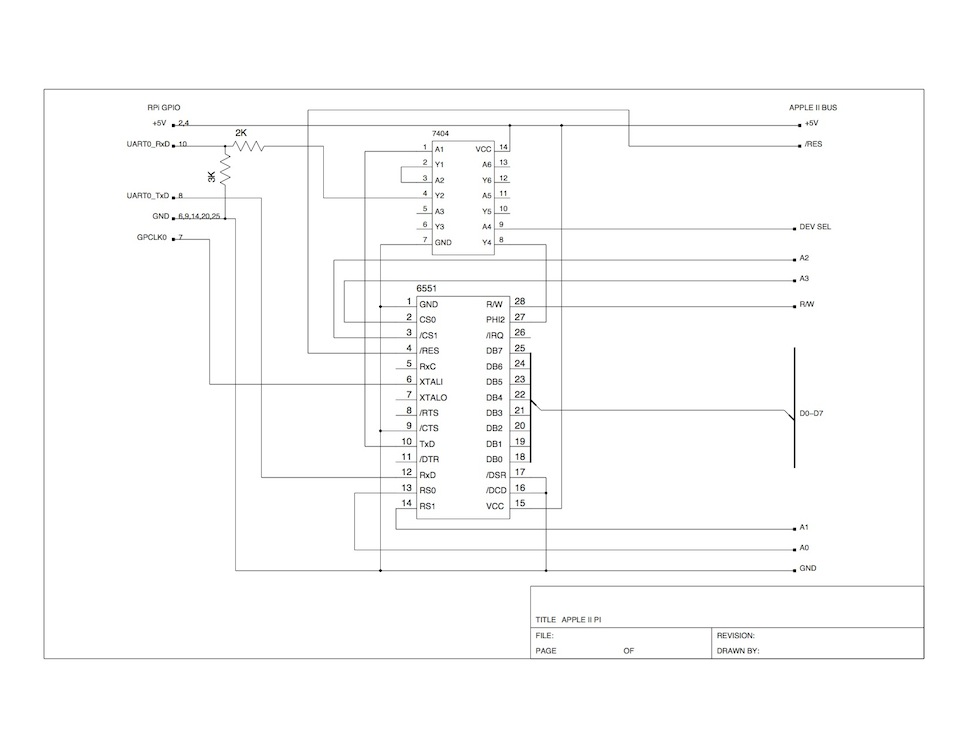 RPi GPIO
APPLE II BUS
+5V 2,4
+5V
UART0_RxD 10
2K
/RES
3K
UART0_TxD 8
GND 6,9,14,20,25
GPCLK0 7
7404
1 A1 VCC 14
2 Y1 A6 13
3 A2 Y6 12
4 Y2 A5 11
5 A3 Y5 10
6 Y3 A4 9
7 GND Y4 8
DEV SEL
A2
A3
R/W
6551
1 GND R/W 28
2 CS0 PHI2 27
3 /CS1 /IRQ 26
4 /RES DB7 25
5 RxC DB6 24
6 XTALI DB5 23
7 XTALO DB4 22
8 /RTS DB3 21
9 /CTS DB2 20
10 TxD DB1 19
11 /DTR DB0 18
12 RxD /DSR 17
13 RS0 /DCD 16
14 RS1 VCC 15
D0–D7
A1
A0
GND
TITLE APPLE II PI
FILE:
REVISION:
PAGE OF
DRAWN BY: